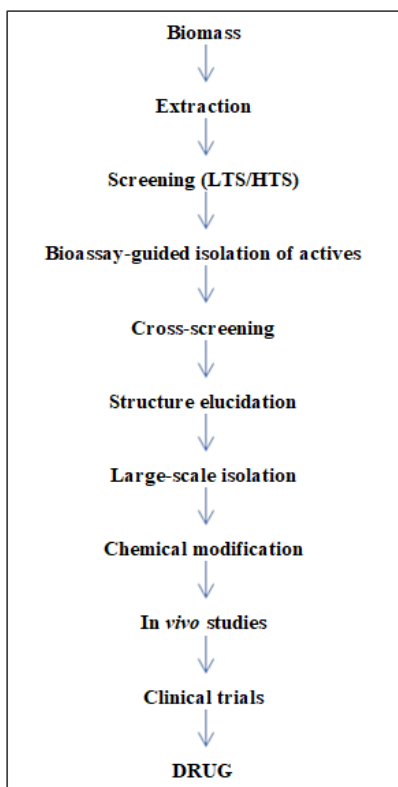 Biomass
Extraction
Screening (LTS/HTS)
Bioassay-guided isolation of actives
Cross-screening
Structure elucidation
Large-scale isolation
Chemical modification
In vivo studies
Clinical trials
DRUG